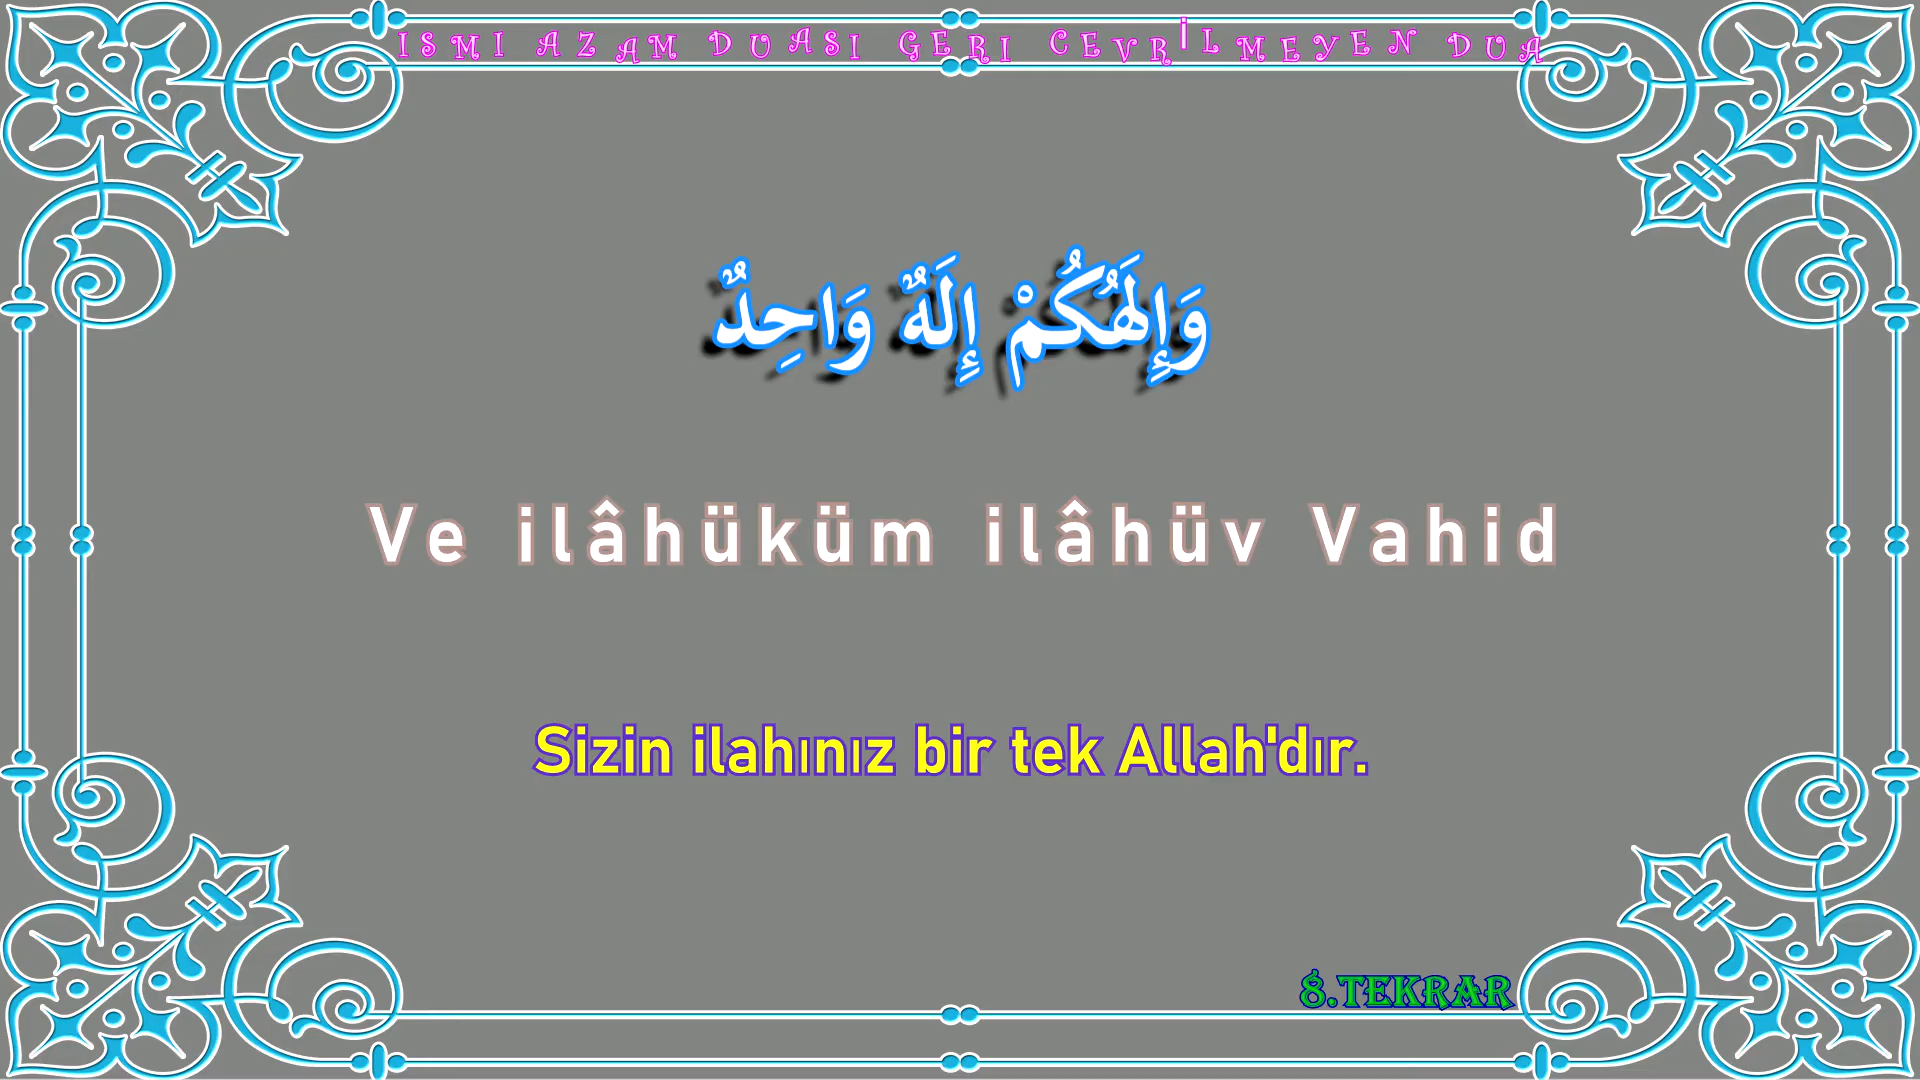 ISMI AZAM DUASI GERI CEVRİLMEYEN DUA
وَإِلَهُكُمْ إِلَهٌ وَاحِدٌ
Ve ilâhüküm ilâhüv Vahid
Sizin ilahınız bir tek Allah'dır.
8.TEKRAR